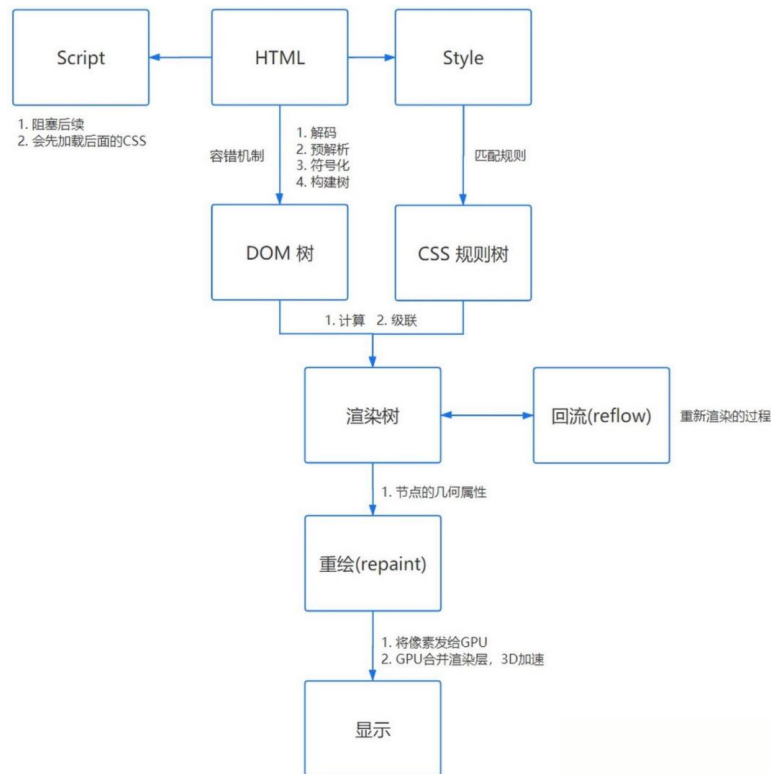 Script
HTML
Style
1. 阻塞后续
2. 会先加载后面的CSS
容错机制
1. 解码
2. 预解析
3. 符号化
4. 构建树
匹配规则
DOM 树
CSS 规则树
1. 计算 2. 级联
渲染树
回流(reflow)
重新渲染的过程
1. 节点的几何属性
重绘(repaint)
1. 将像素发给GPU
2. GPU合并渲染层，3D加速
显示